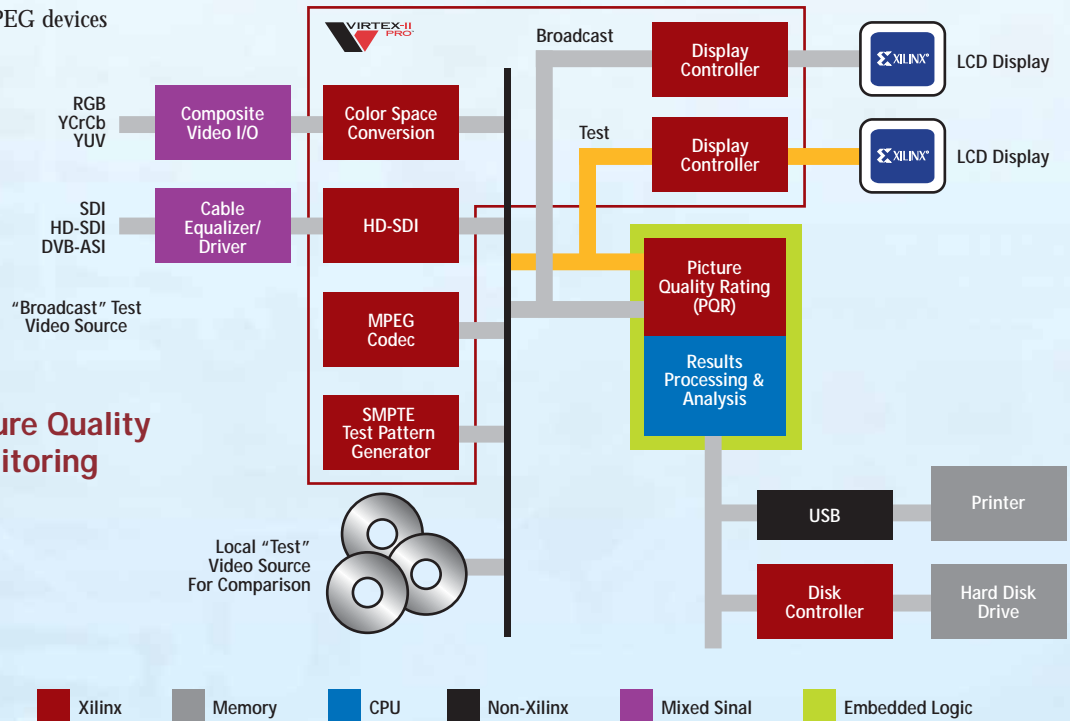 PEG devices
VIRTEX-II
PRO
Broadcast
Display
Controller
XILINX
LCD Display
RGB
YCrCb
YUV
Composite
Video I/O
Color Space
Conversion
Test
Display
Controller
XILINX
LCD Display
SDI
HD-SDI
DVB-ASI
Cable
Equalizer/
Driver
HD-SDI
Picture
Quality Rating
(PQR)
"Broadcast" Test
Video Source
MPEG
Codec
Results
Processing &
Analysis
ure Quality
itoring
SMPTE
Test Pattern
Generator
Local "Test"
Video Source
For Comparison
USB
Printer
Disk
Controller
Hard Disk
Drive
Xilinx
Memory
CPU
Non-Xilinx
Mixed Sinal
Embedded Logic